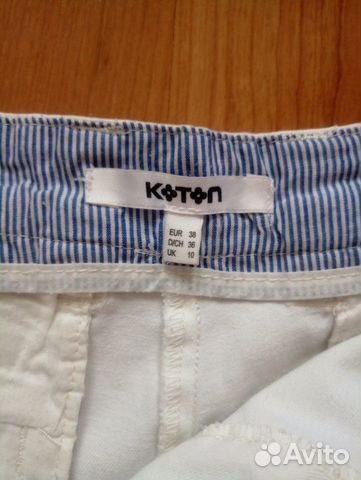 KOTON
EUR 38
D/CH 36
UK 10
Avito